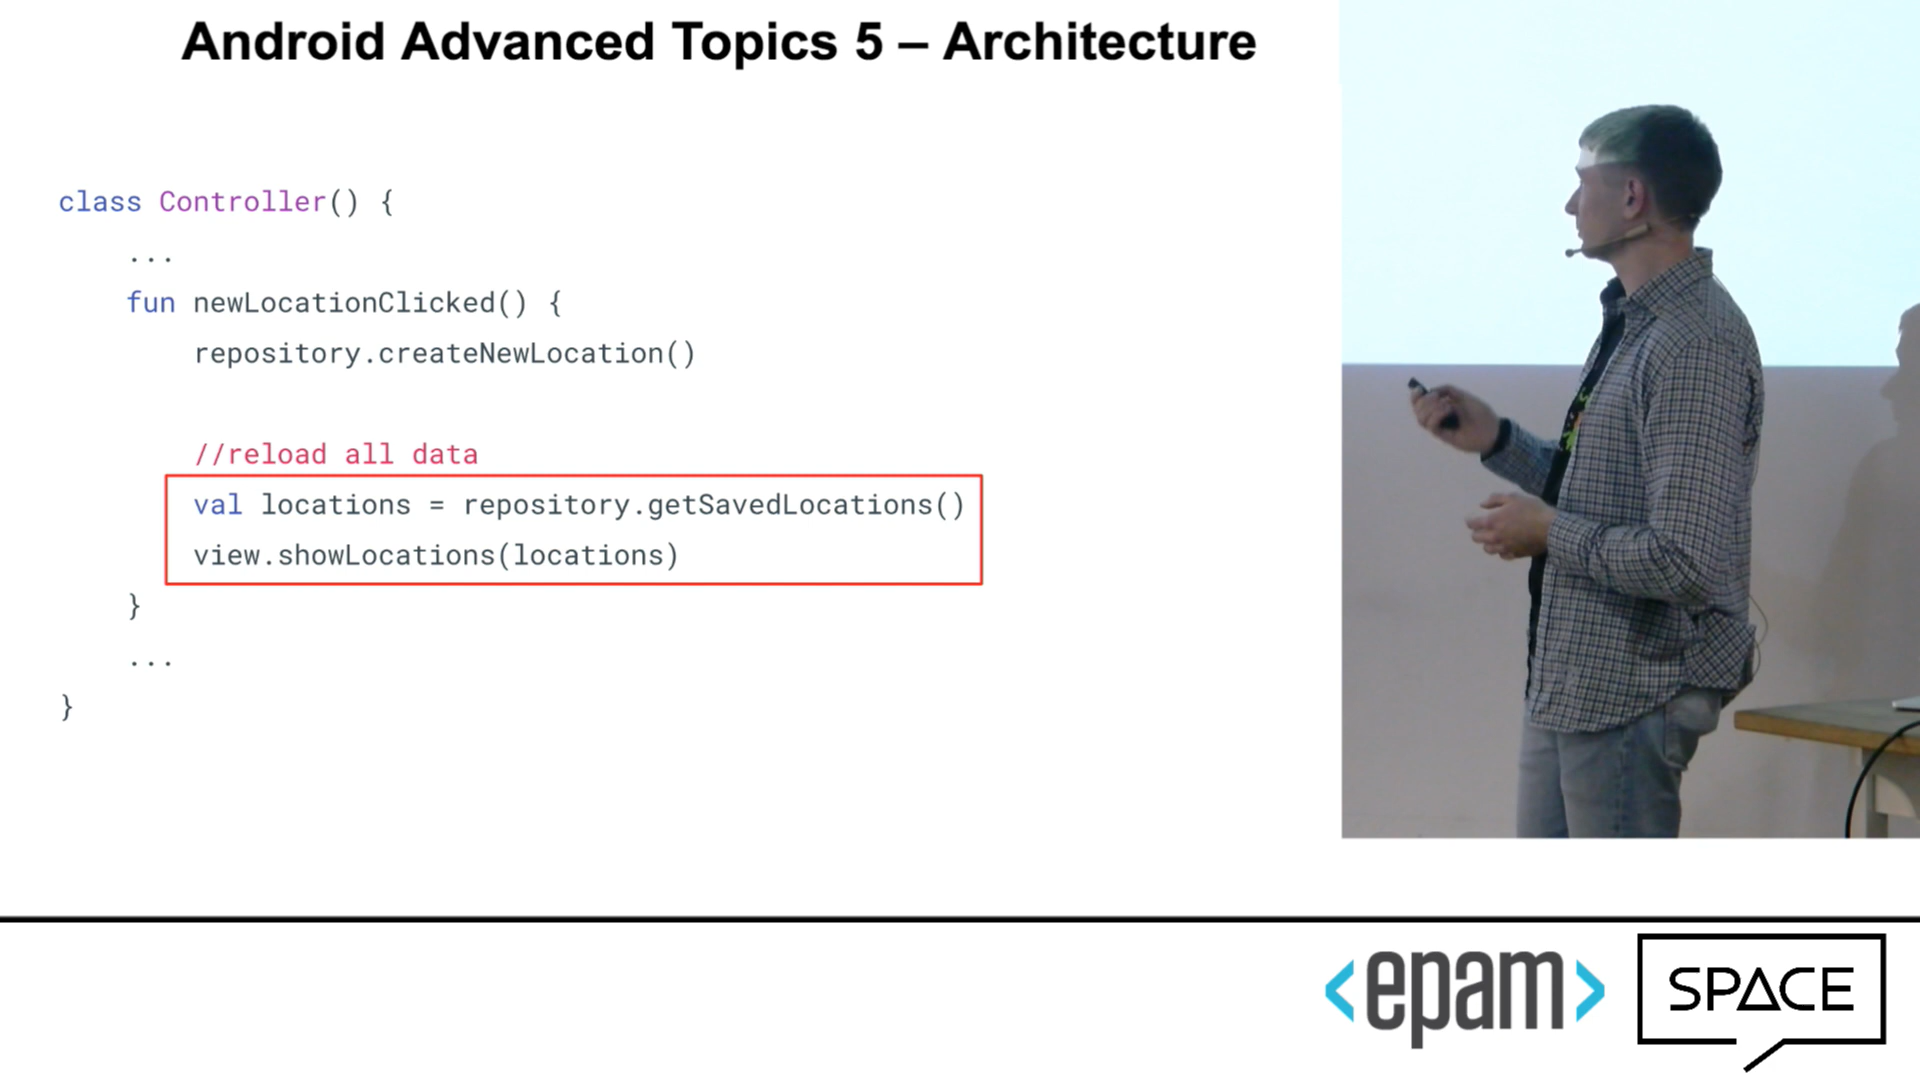 Android Advanced Topics 5 – Architecture
class Controller() {
...
fun newLocationClicked() {
repository.createNewLocation()
//reload all data
val locations = repository.getSavedLocations()
view.showLocations(locations)
}
...
}
<epam>
SPACE